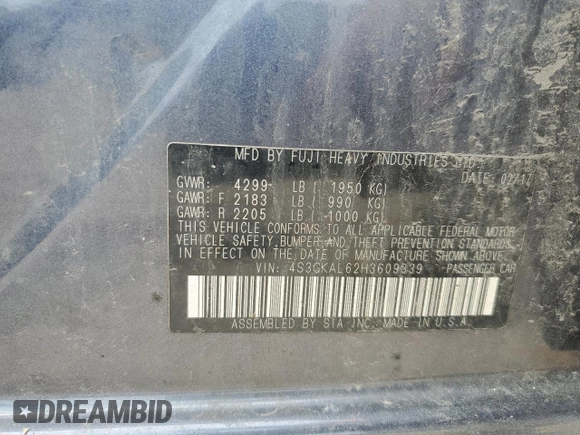 MFD BY FUJI HEAVY INDUSTRIES LTD.
DATE: 02/17
GVWR: 4299 LB ( 1950 KG)
GAWR: F 2183 LB ( 990 KG)
GAWR: R 2205 LB ( 1000 KG)
THIS VEHICLE CONFORMS TO ALL APPLICABLE FEDERAL MOTOR
VEHICLE SAFETY, BUMPER, AND THEFT PREVENTION STANDARDS
IN EFFECT ON THE DATE OF MANUFACTURE SHOWN ABOVE.
VIN: 4S3GKAL62H3609839 PASSENGER CAR
ASSEMBLED BY SIA INC. MADE IN U.S.A.
DREAMBID